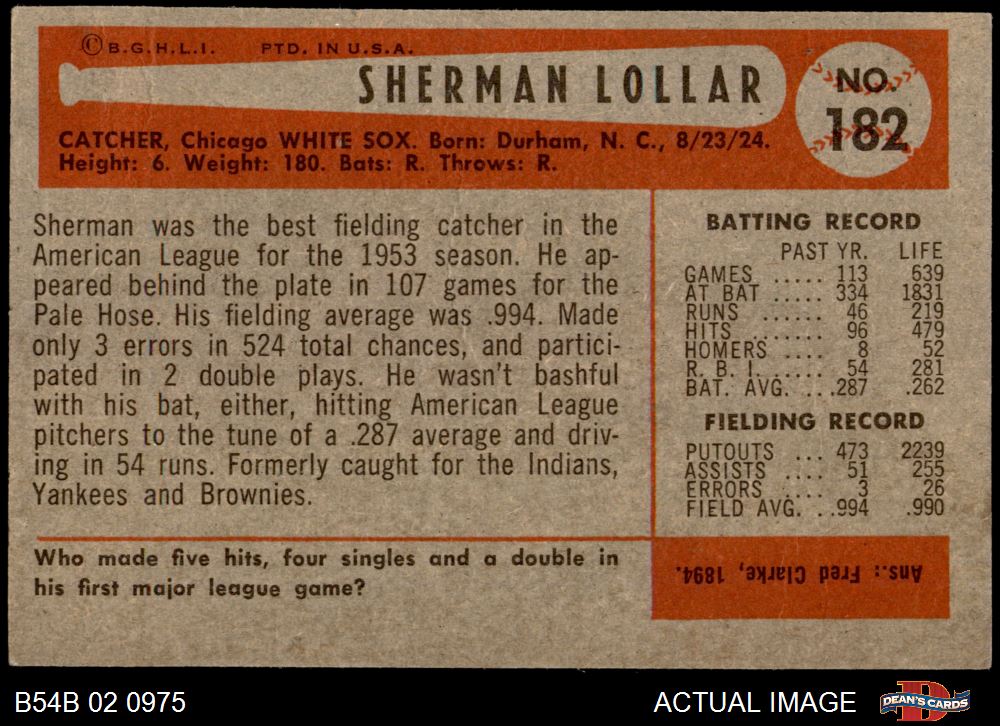 © B.G.H.L.I. PTD. IN U.S.A.
SHERMAN LOLLAR
NO. 182
CATCHER, Chicago WHITE SOX. Born: Durham, N. C., 8/23/24.
Height: 6. Weight: 180. Bats: R. Throws: R.
Sherman was the best fielding catcher in the
American League for the 1953 season. He ap-
peared behind the plate in 107 games for the
Pale Hose. His fielding average was .994. Made
only 3 errors in 524 total chances, and partici-
pated in 2 double plays. He wasn't bashful
with his bat, either, hitting American League
pitchers to the tune of a .287 average and driv-
ing in 54 runs. Formerly caught for the Indians,
Yankees and Brownies.
BATTING RECORD
PAST YR. LIFE
GAMES ..... 113 639
AT BAT ..... 334 1831
RUNS ...... 46 219
HITS ....... 96 479
HOMERS .... 8 52
R. B. I. ..... 54 281
BAT. AVG. .. .287 .262
FIELDING RECORD
PUTOUTS ... 473 2239
ASSISTS .... 51 255
ERRORS .... 3 26
FIELD AVG. . .994 .990
Who made five hits, four singles and a double in
his first major league game?
Ans.: Fred Clarke, 1894.
B54B 02 0975
ACTUAL IMAGE
DEAN'S CARDS